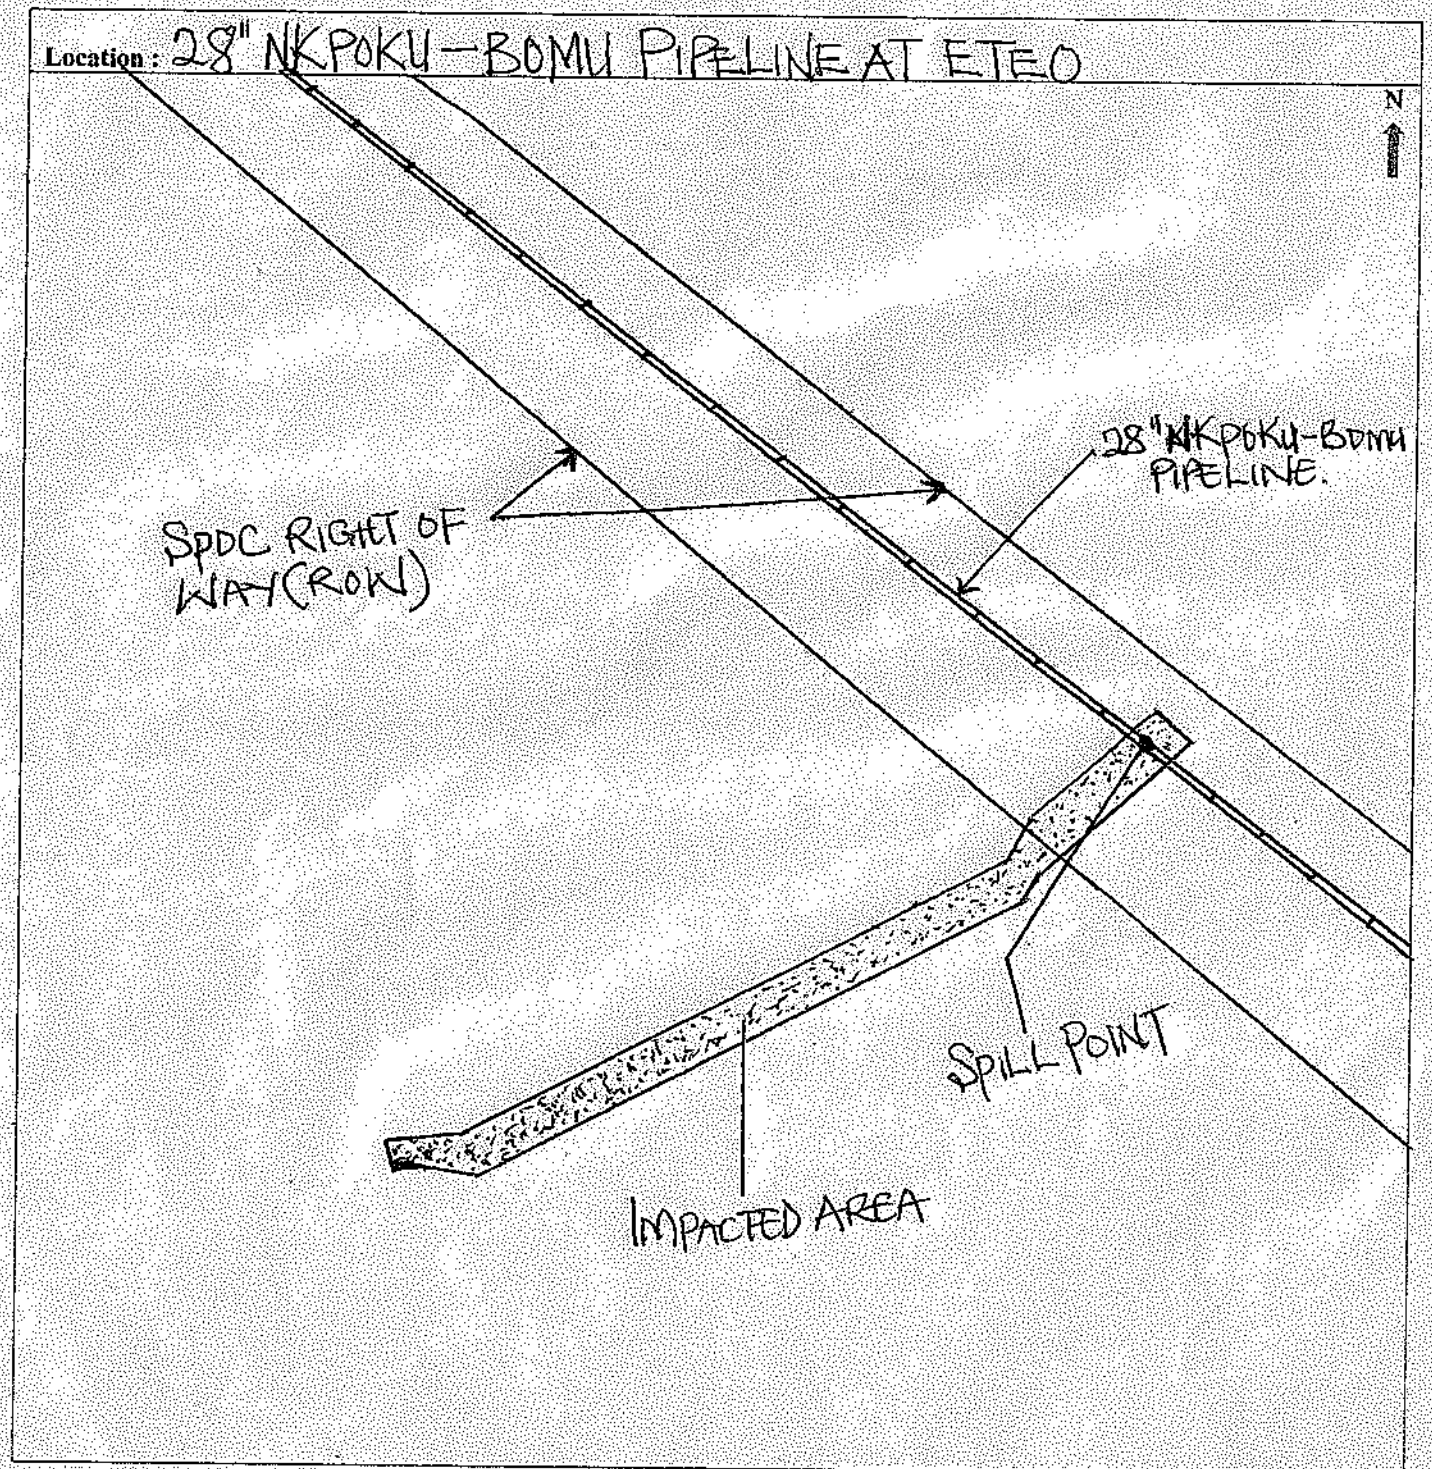 Location : 28" NKPOKU-BOMU PIPELINE AT ETEO
N
28" NKPOKU-BOMU
PIPELINE.
SPDC RIGHT OF
WAY (ROW)
SPILL POINT
IMPACTED AREA